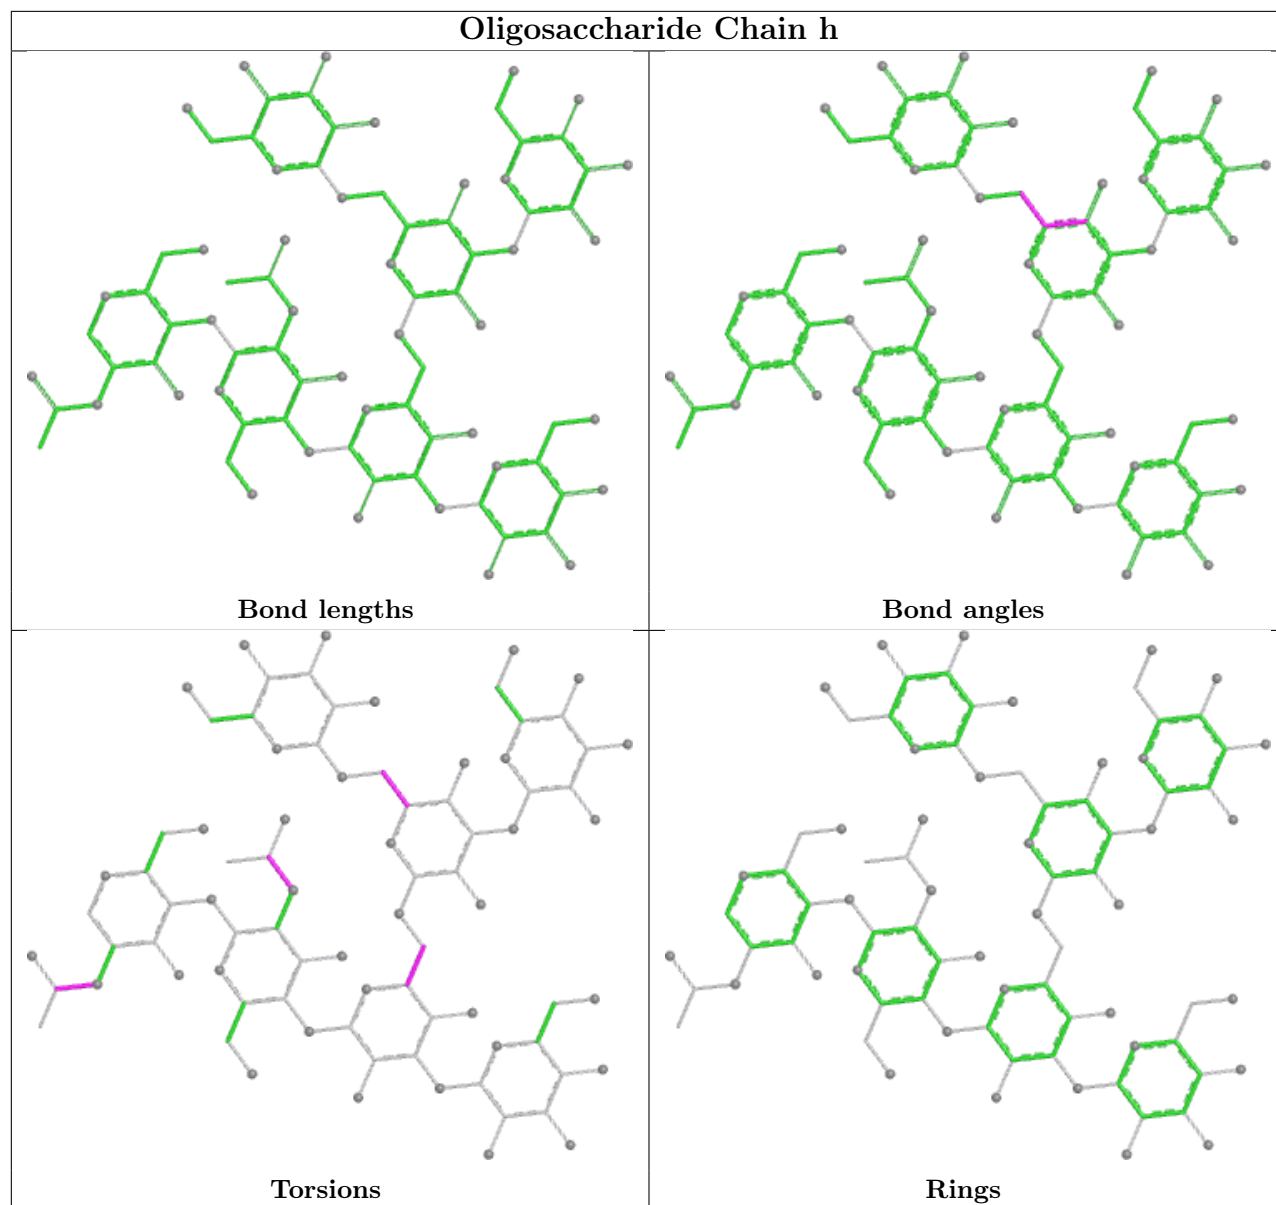 Oligosaccharide Chain h
Bond lengths
Bond angles
Torsions
Rings